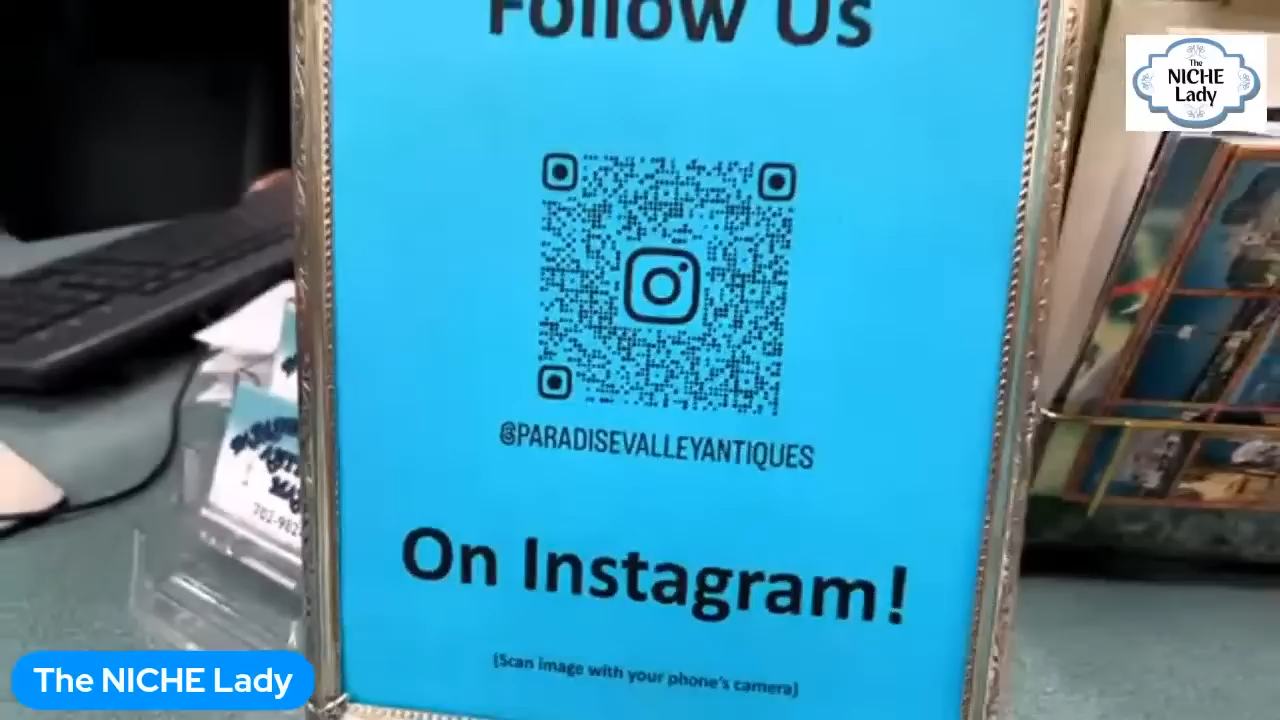 Follow Us
@PARADISEVALLEYANTIQUES
On Instagram!
(Scan image with your phone's camera)
The
NICHE
Lady
The NICHE Lady